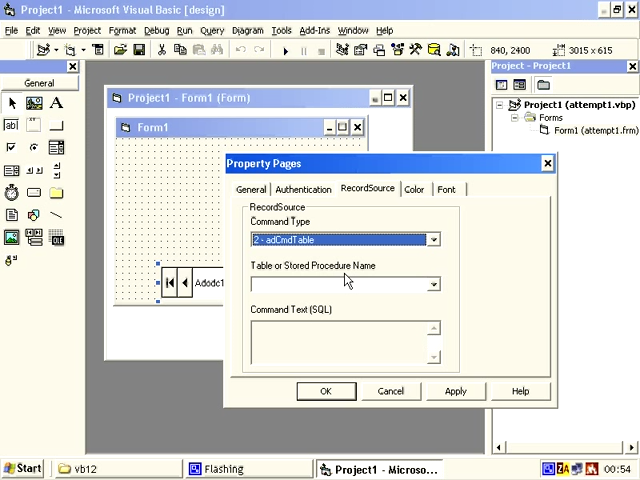 Project1 - Microsoft Visual Basic [design]
File Edit View Project Format Debug Run Query Diagram Tools Add-Ins Window Help
840, 2400 3015 x 615
General
A
ab|
OLE
Project1 - Form1 (Form)
Form1
Adodc1
Project - Project1
Project1 (attempt1.vbp)
Forms
Form1 (attempt1.frm)
Property Pages
General Authentication RecordSource Color Font
RecordSource
Command Type
2 - adCmdTable
Table or Stored Procedure Name
Command Text (SQL)
OK Cancel Apply Help
Start vb12 Flashing Project1 - Microso... ZA 00:54